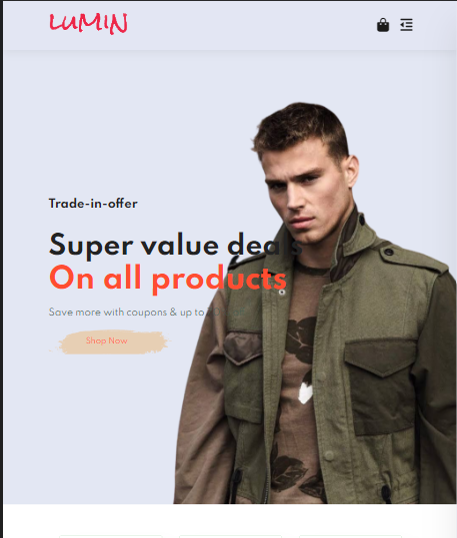 LUMIN
Trade-in-offer
Super value dea s
On all products
Save more with coupons & up to
Shop Now